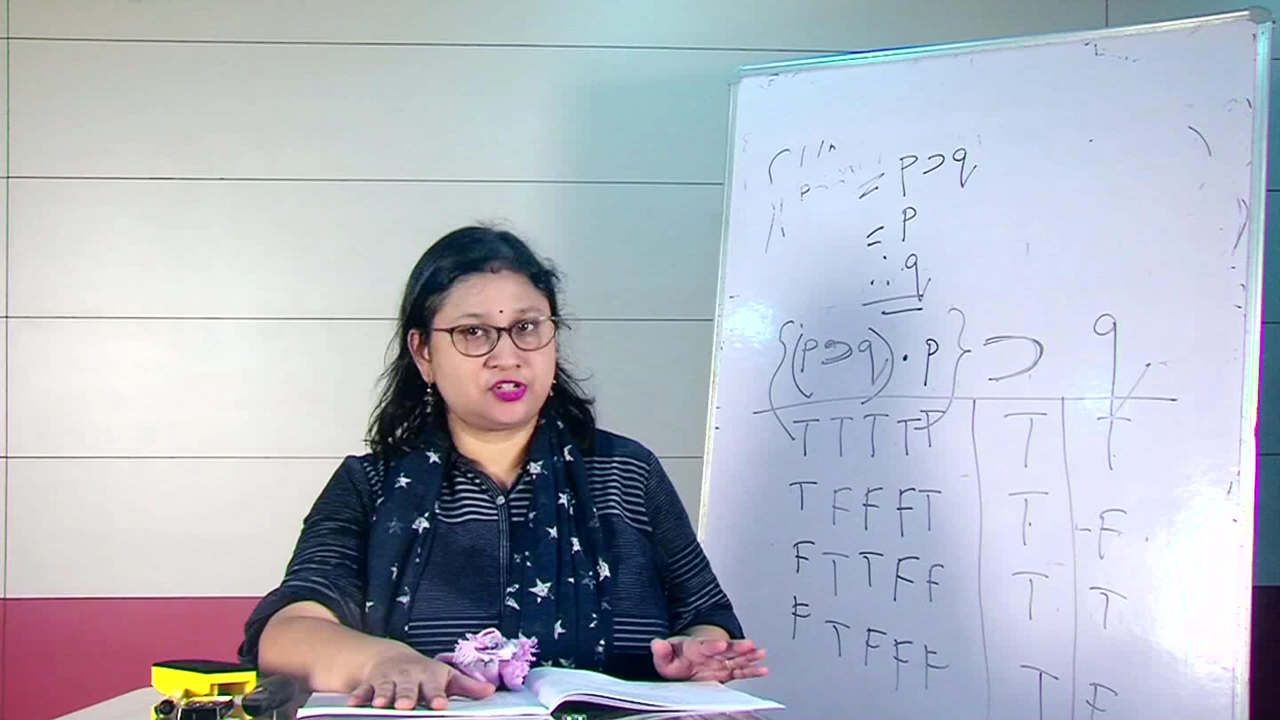 p ⊃ q
p
∴ q
{(p ⊃ q) · p} ⊃ q
T T T T T T T
T F F F T T F
F T T F F T T
F T F F F T F